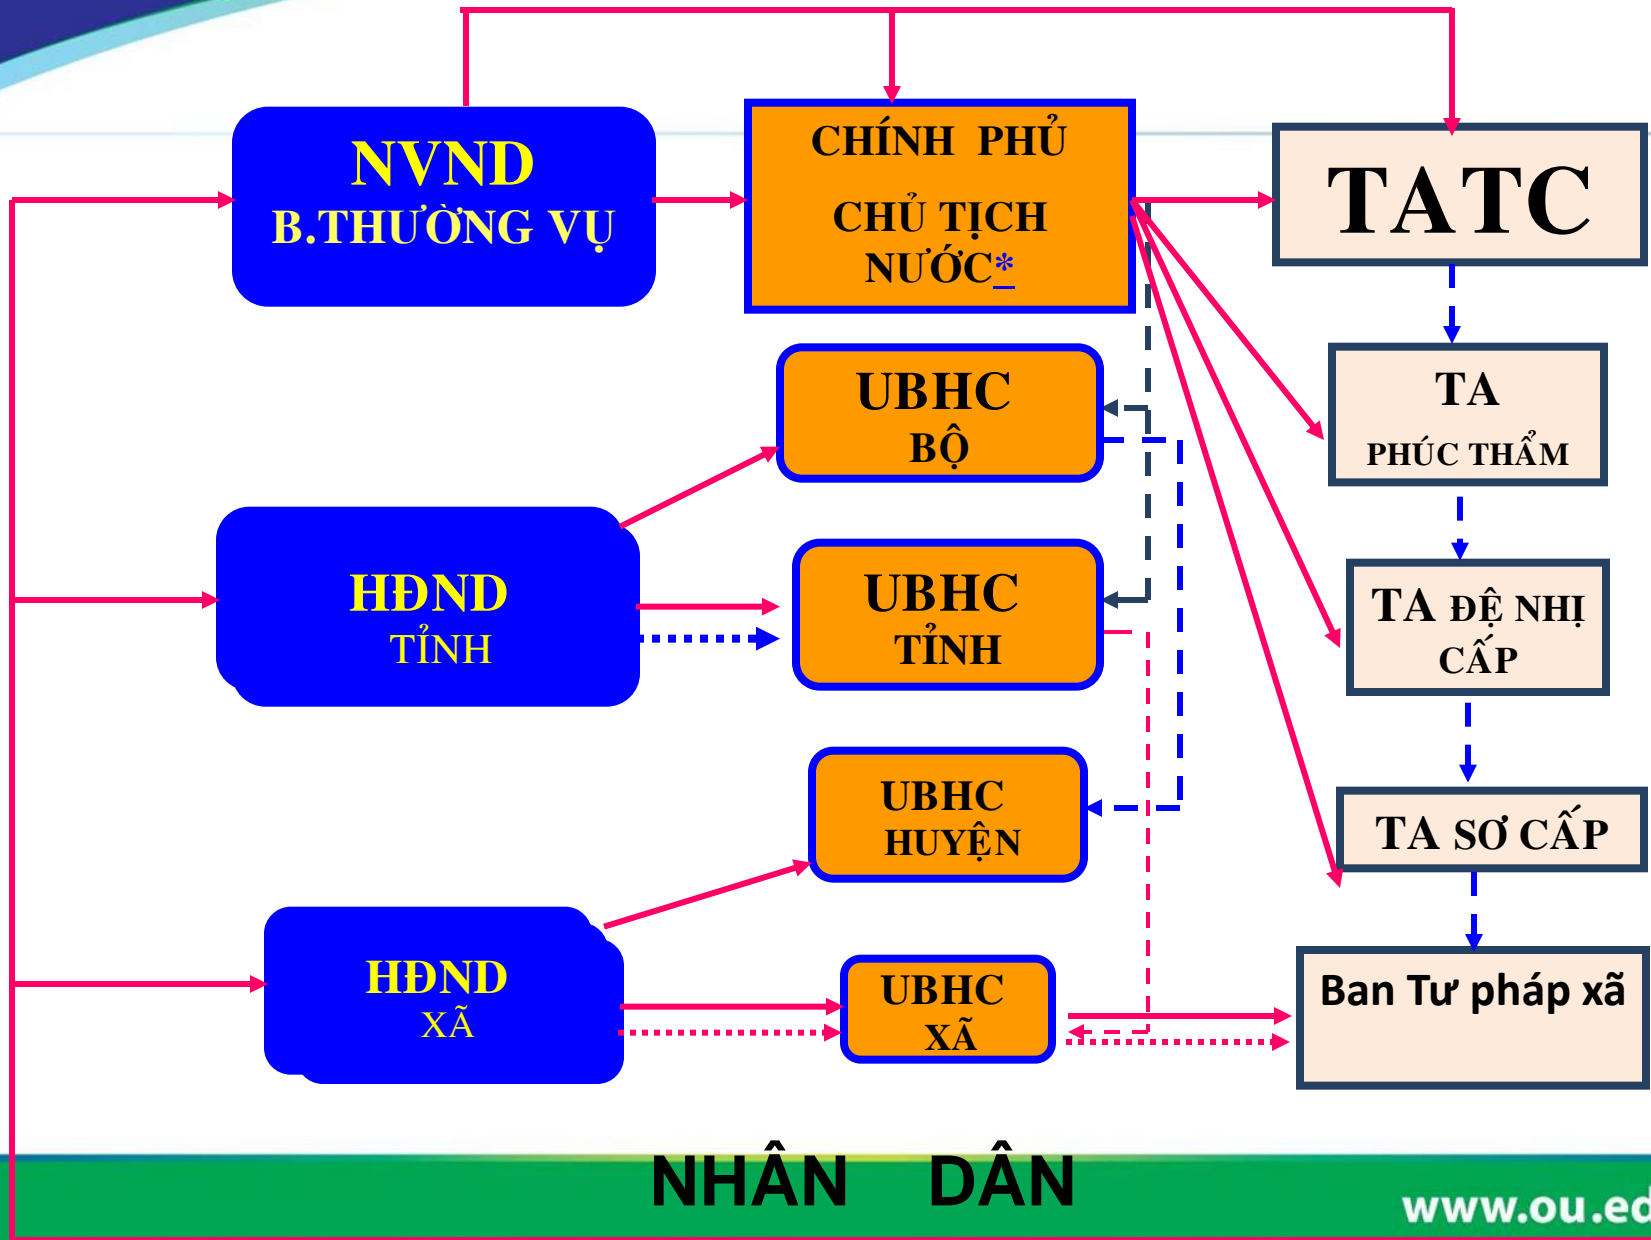 NVND
B.THƯỜNG VỤ
CHÍNH PHỦ
CHỦ TỊCH
NƯỚC*
TATC
UBHC
BỘ
TA
PHÚC THẨM
HĐND
TỈNH
UBHC
TỈNH
TA ĐỆ NHỊ
CẤP
UBHC
HUYỆN
TA SƠ CẤP
HĐND
XÃ
UBHC
XÃ
Ban Tư pháp xã
NHÂN DÂN
www.ou.ed